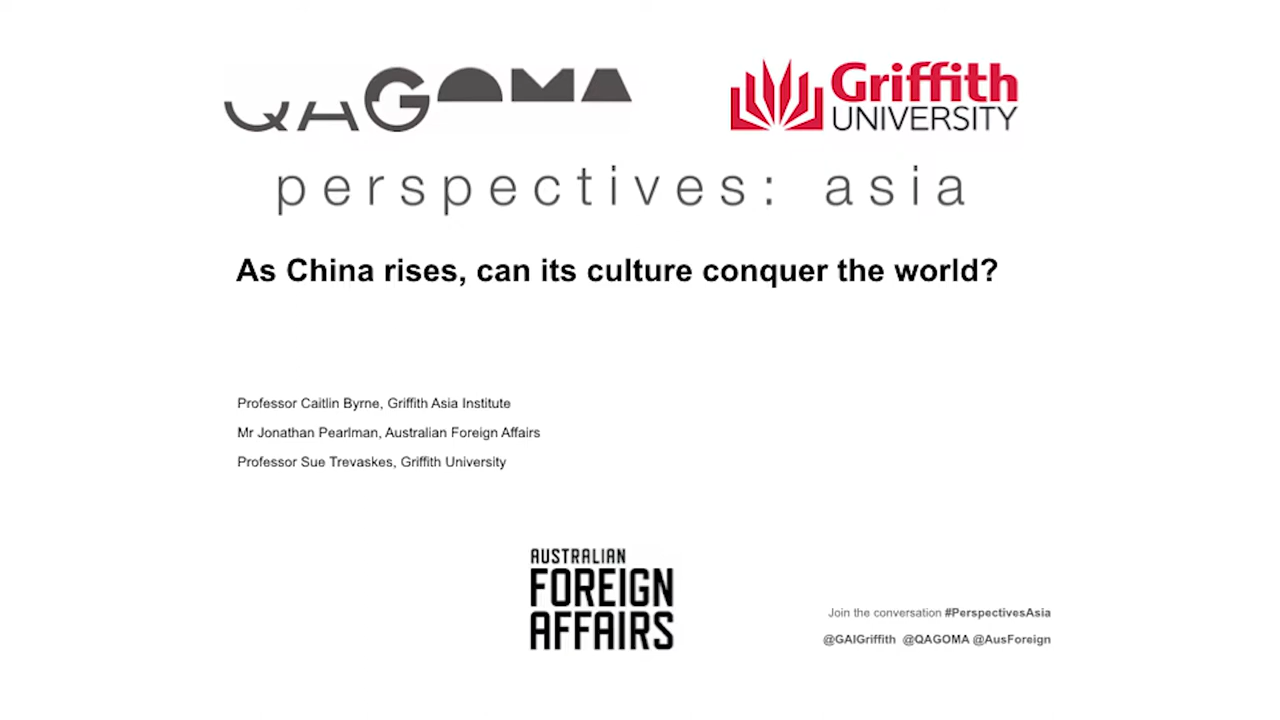 QAGOMA
Griffith
UNIVERSITY
perspectives: asia
As China rises, can its culture conquer the world?
Professor Caitlin Byrne, Griffith Asia Institute
Mr Jonathan Pearlman, Australian Foreign Affairs
Professor Sue Trevaskes, Griffith University
AUSTRALIAN
FOREIGN
AFFAIRS
Join the conversation #PerspectivesAsia
@GAIGriffith @QAGOMA @AusForeign